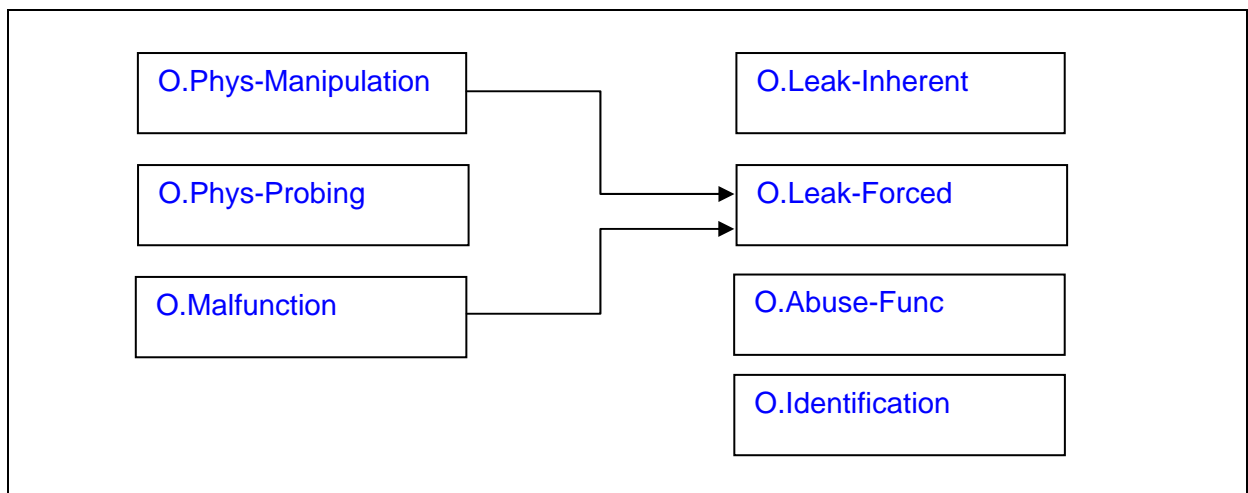 O.Phys-Manipulation
O.Phys-Probing
O.Malfunction
O.Leak-Inherent
O.Leak-Forced
O.Abuse-Func
O.Identification